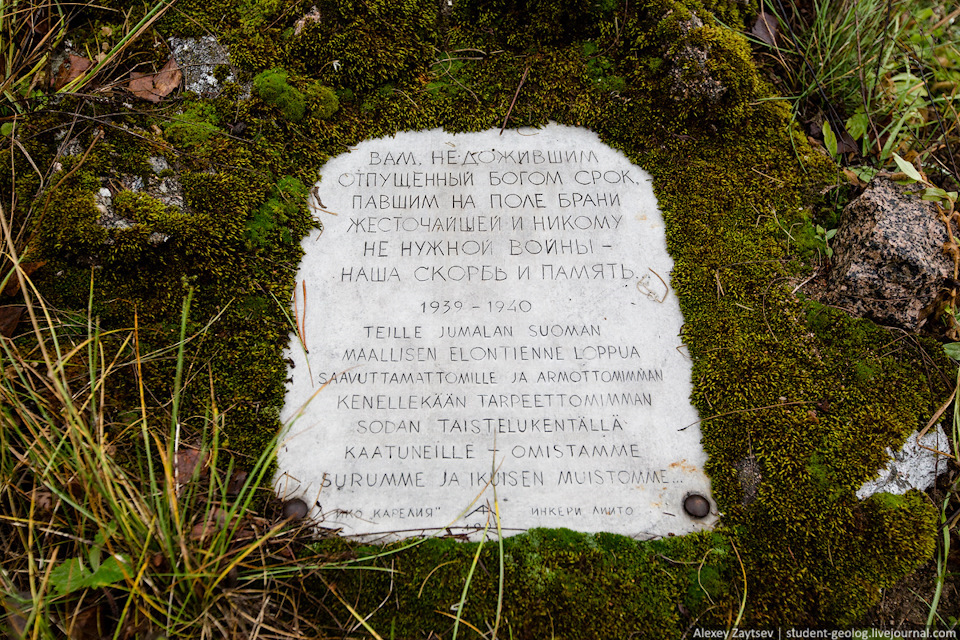 ВАМ, НЕ ДОЖИВШИМ
ОТПУЩЕННЫЙ БОГОМ СРОК,
ПАВШИМ НА ПОЛЕ БРАНИ
ЖЕСТОЧАЙШЕЙ И НИКОМУ
НЕ НУЖНОЙ ВОЙНЫ –
НАША СКОРБЬ И ПАМЯТЬ...
1939 – 1940
TEILLE JUMALAN SUOMAN
MAALLISEN ELONTIENNE LOPPUA
SAAVUTTAMATTOMILLE JA ARMOTTOMIMMAN
KENELLEKÄÄN TARPEETTOMIMMAN
SODAN TAISTELUKENTÄLLÄ
KAATUNEILLE – OMISTAMME
SURUMME JA IKUISEN MUISTOMME...
КАРЕЛИЯ" ИНКЕРИ ЛИИТО
Alexey Zaytsev // student-geolog.livejournal.com